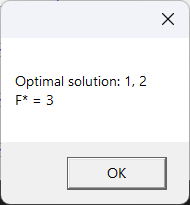 Optimal solution: 1, 2
F* = 3
OK